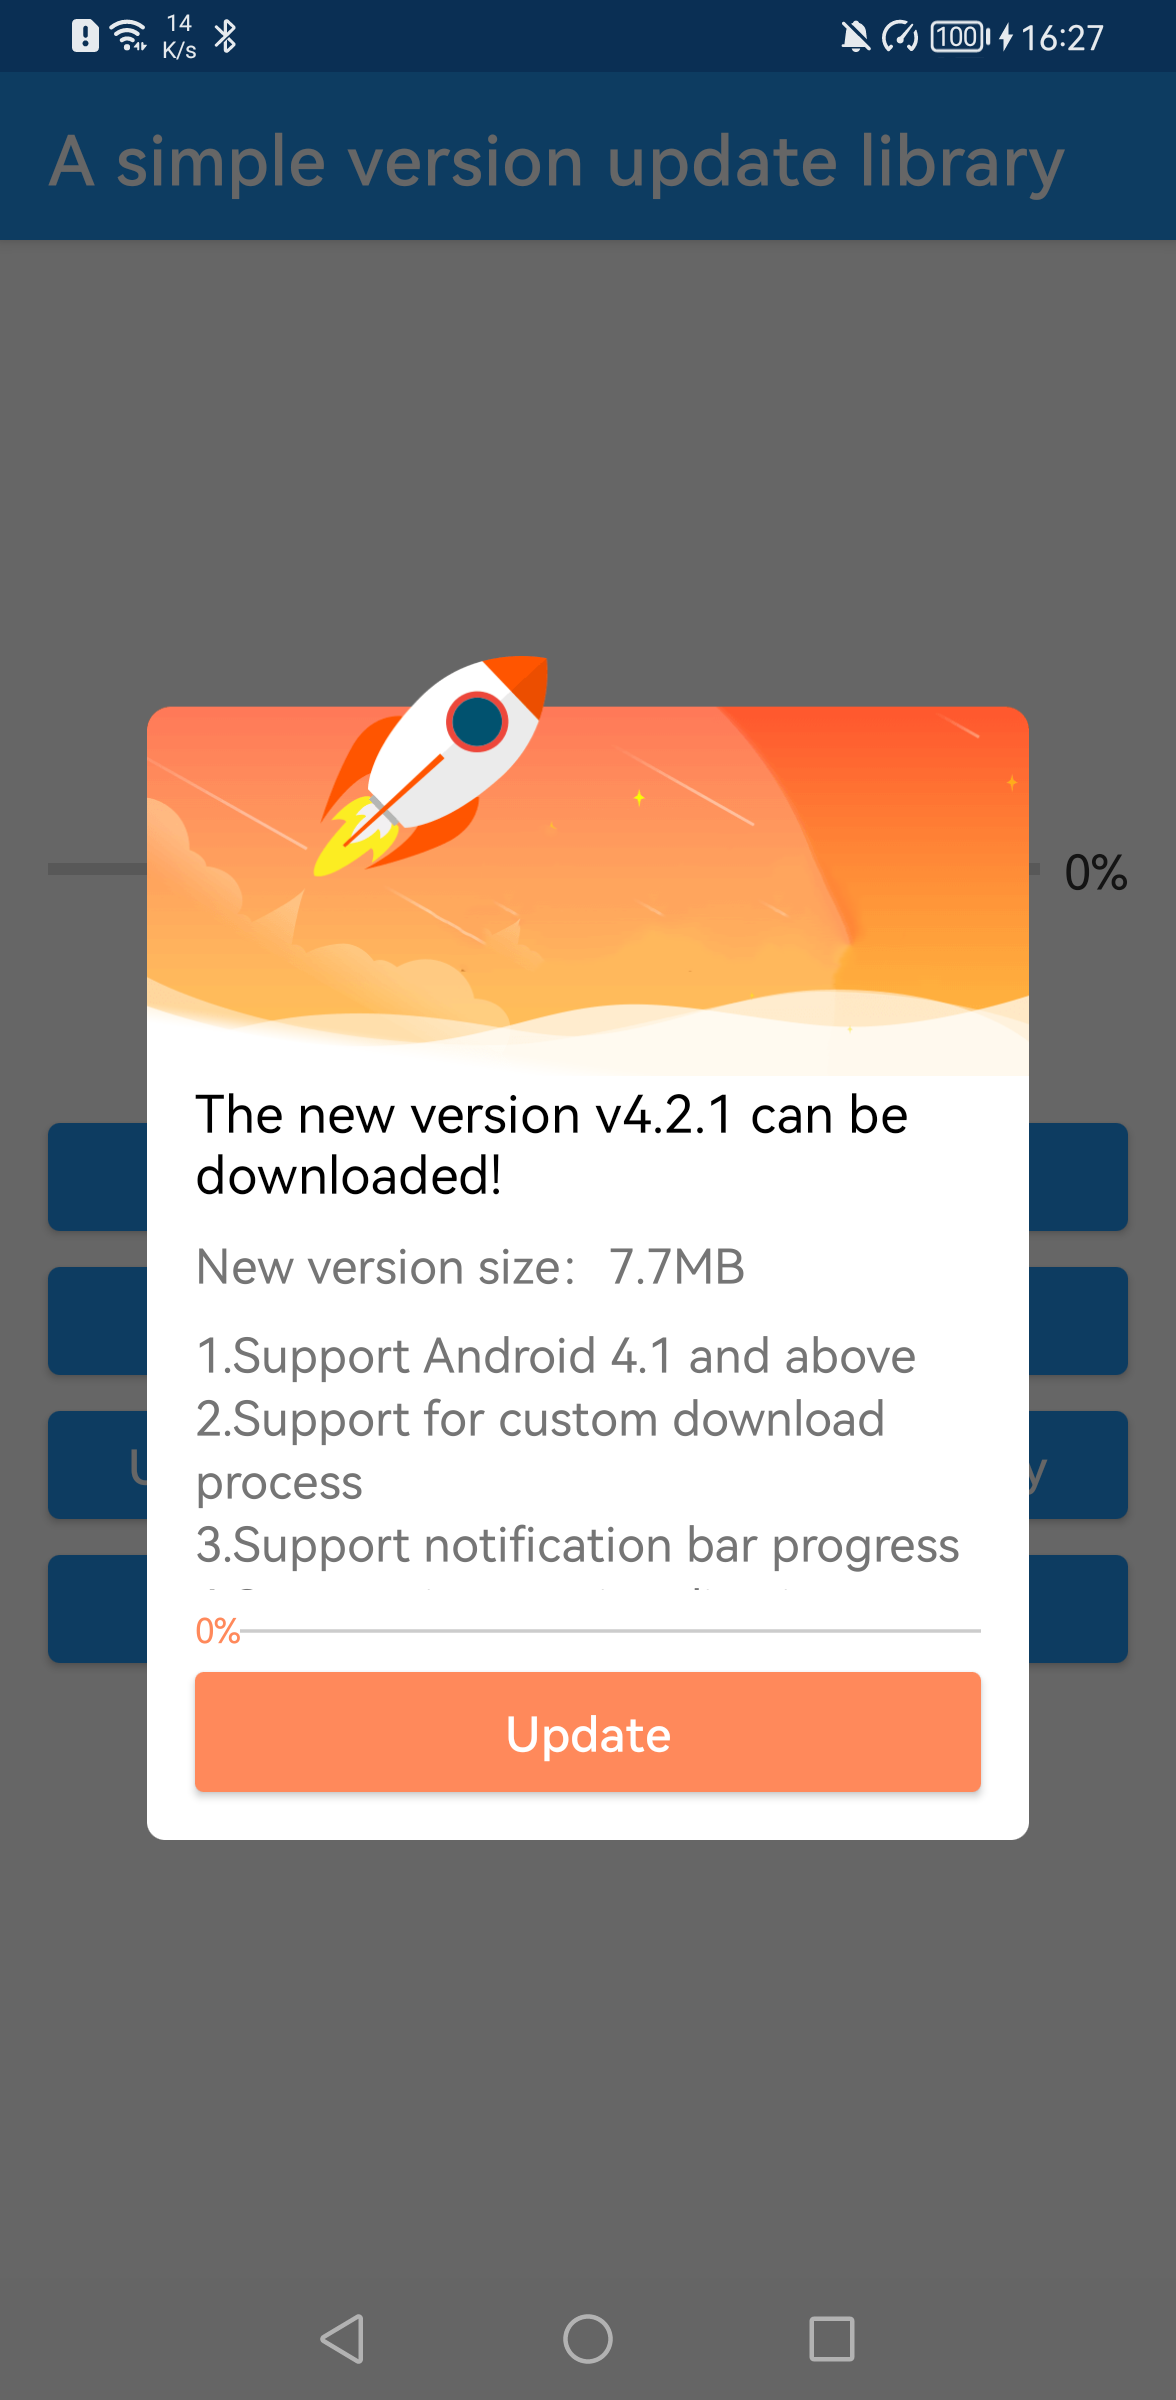 14
K/s
100
16:27
A simple version update library
0%
The new version v4.2.1 can be
downloaded!
New version size： 7.7MB
1.Support Android 4.1 and above
2.Support for custom download
process
3.Support notification bar progress
0%
Update